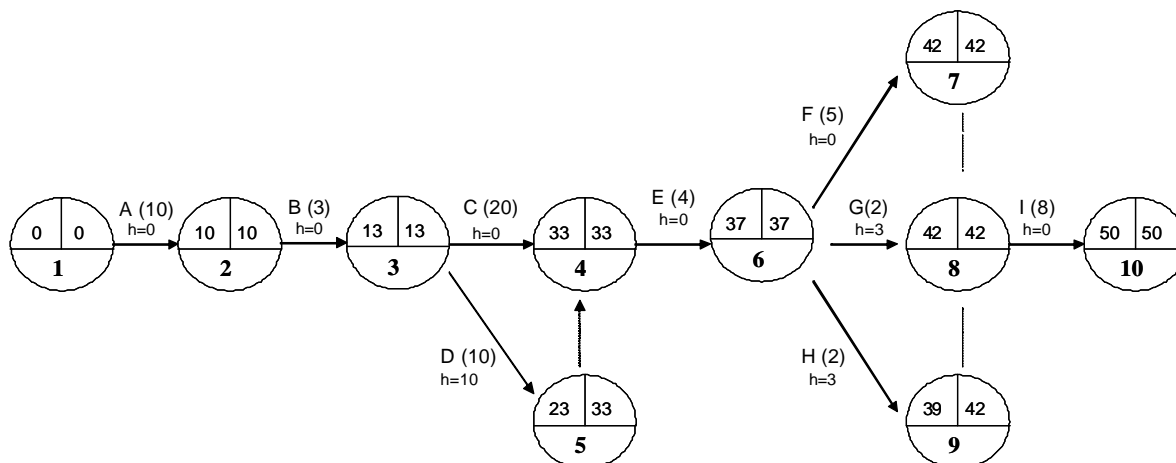 42 42
7
F (5)
h=0
A (10)
h=0
B (3)
h=0
C (20)
h=0
E (4)
h=0
G(2)
h=3
I (8)
h=0
0 0
1
10 10
2
13 13
3
33 33
4
37 37
6
42 42
8
50 50
10
D (10)
h=10
H (2)
h=3
23 33
5
39 42
9